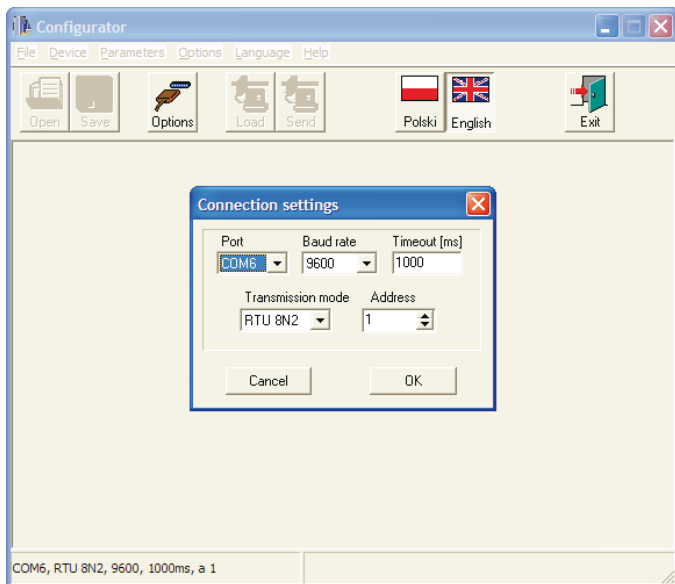 Configurator
File Device Parameters Options Language Help
Open Save Options Load Send Polski English Exit
Connection settings
Port Baud rate Timeout [ms]
COM6 9600 1000
Transmission mode Address
RTU 8N2 1
Cancel OK
COM6, RTU 8N2, 9600, 1000ms, a 1